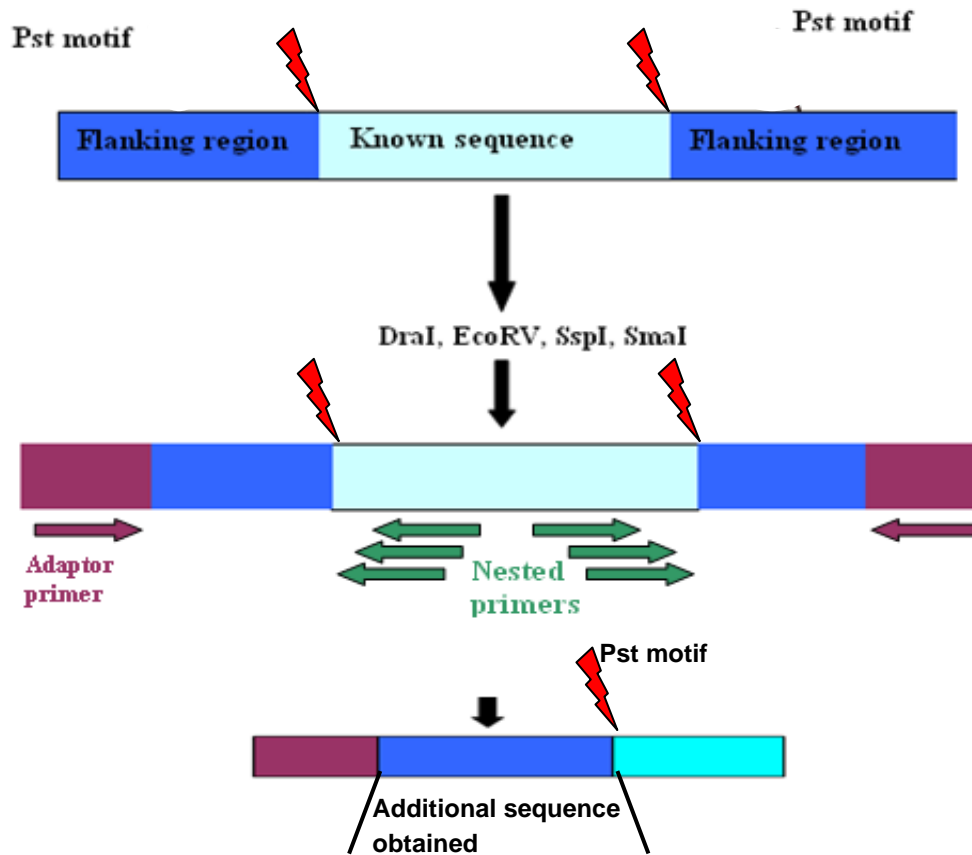 Pst motif
Pst motif
Flanking region
Known sequence
Flanking region
DraI, EcoRV, SspI, SmaI
Adaptor
primer
Nested
primers
Pst motif
Additional sequence
obtained